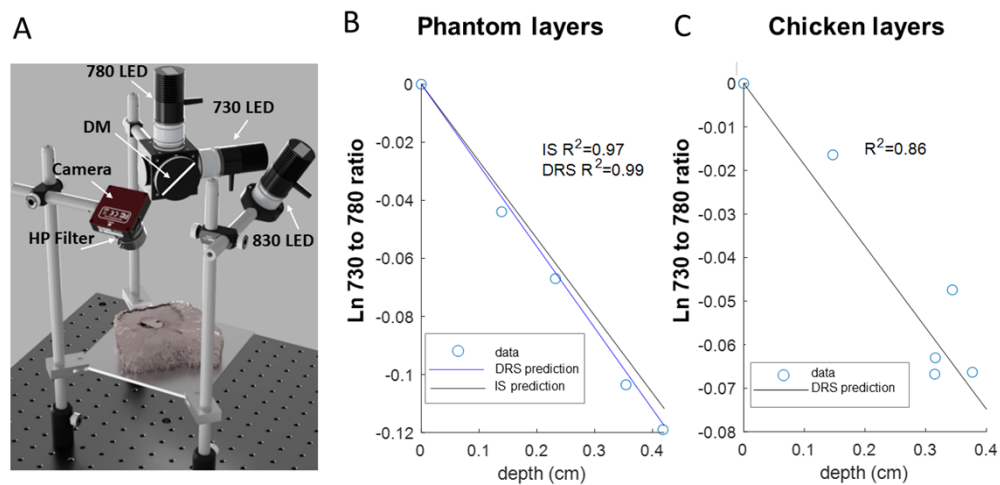 A
780 LED
730 LED
DM
Camera
HP Filter
830 LED
B
Phantom layers
0
-0.02
-0.04
-0.06
-0.08
-0.1
-0.12
Ln 730 to 780 ratio
IS R²=0.97
DRS R²=0.99
data
DRS prediction
IS prediction
0 0.1 0.2 0.3 0.4
depth (cm)
C
Chicken layers
0
-0.01
-0.02
-0.03
-0.04
-0.05
-0.06
-0.07
-0.08
Ln 730 to 780 ratio
R²=0.86
data
DRS prediction
0 0.1 0.2 0.3 0.4
depth (cm)